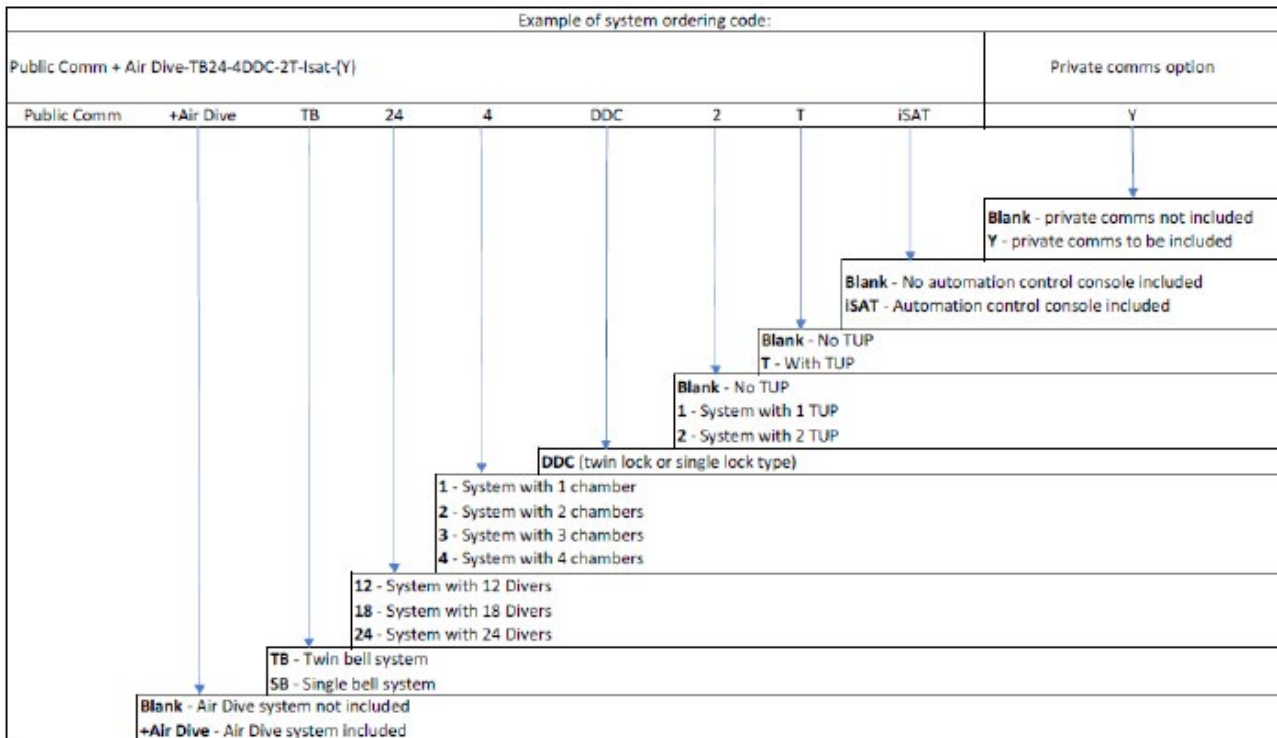 Example of system ordering code:
Public Comm + Air Dive-TB24-4DDC-2T-Isat-(Y)
Private comms option
Public Comm +Air Dive TB 24 4 DDC 2 T iSAT Y
Blank - private comms not included
Y - private comms to be included
Blank - No automation control console included
iSAT - Automation control console included
Blank - No TUP
T - With TUP
Blank - No TUP
1 - System with 1 TUP
2 - System with 2 TUP
DDC (twin lock or single lock type)
1 - System with 1 chamber
2 - System with 2 chambers
3 - System with 3 chambers
4 - System with 4 chambers
12 - System with 12 Divers
18 - System with 18 Divers
24 - System with 24 Divers
TB - Twin bell system
SB - Single bell system
Blank - Air Dive system not included
+Air Dive - Air Dive system included